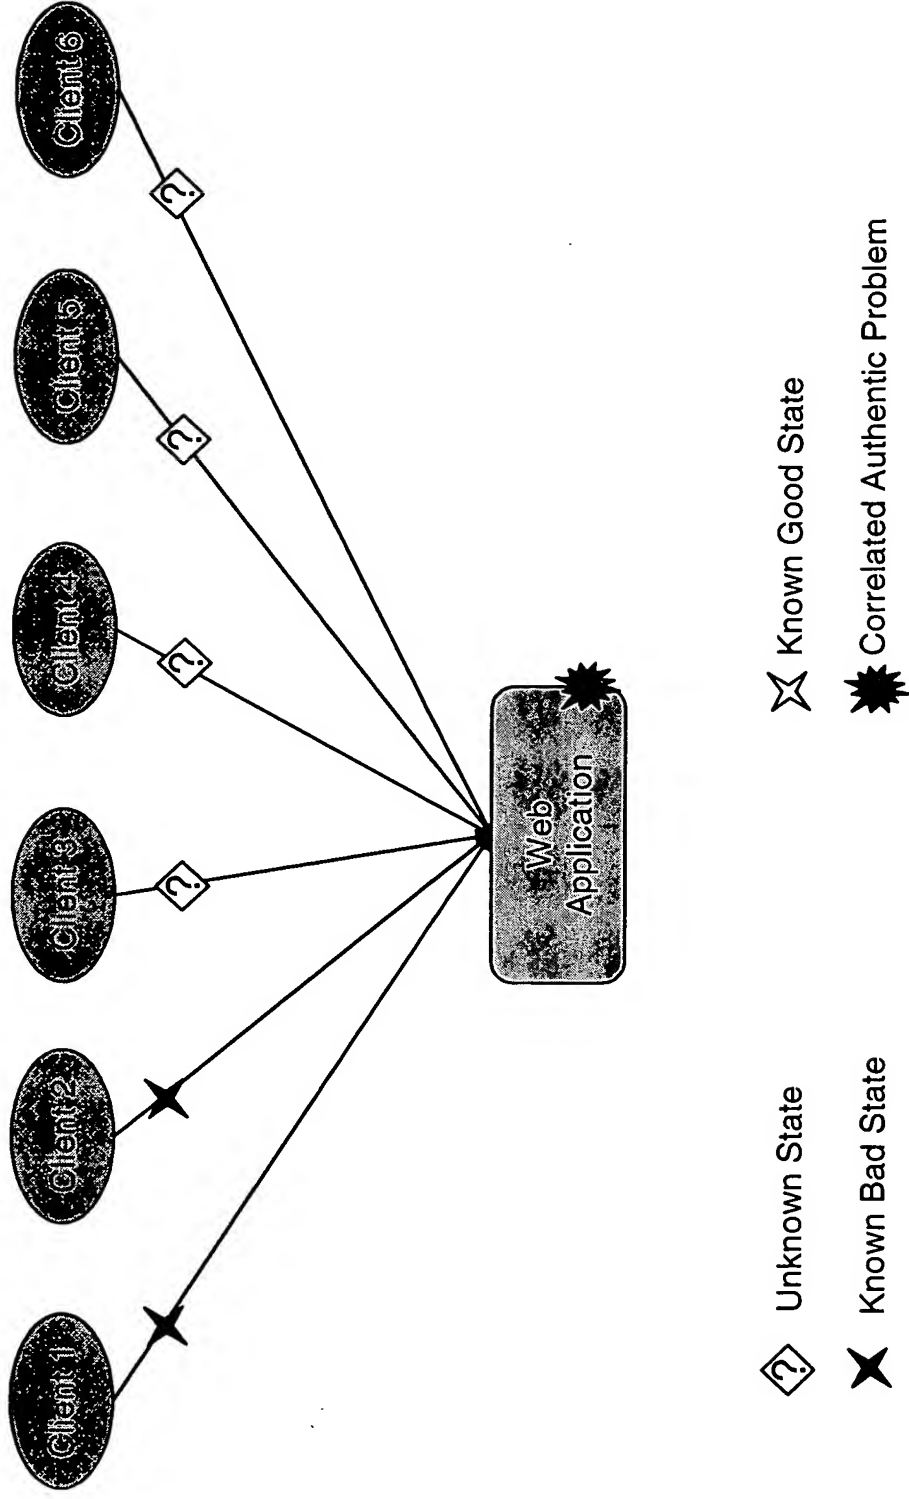 Client 1
Client 2
Client 3
Client 4
Client 5
Client 6
?
?
?
?
Web
Application
? Unknown State
Known Bad State
Known Good State
Correlated Authentic Problem